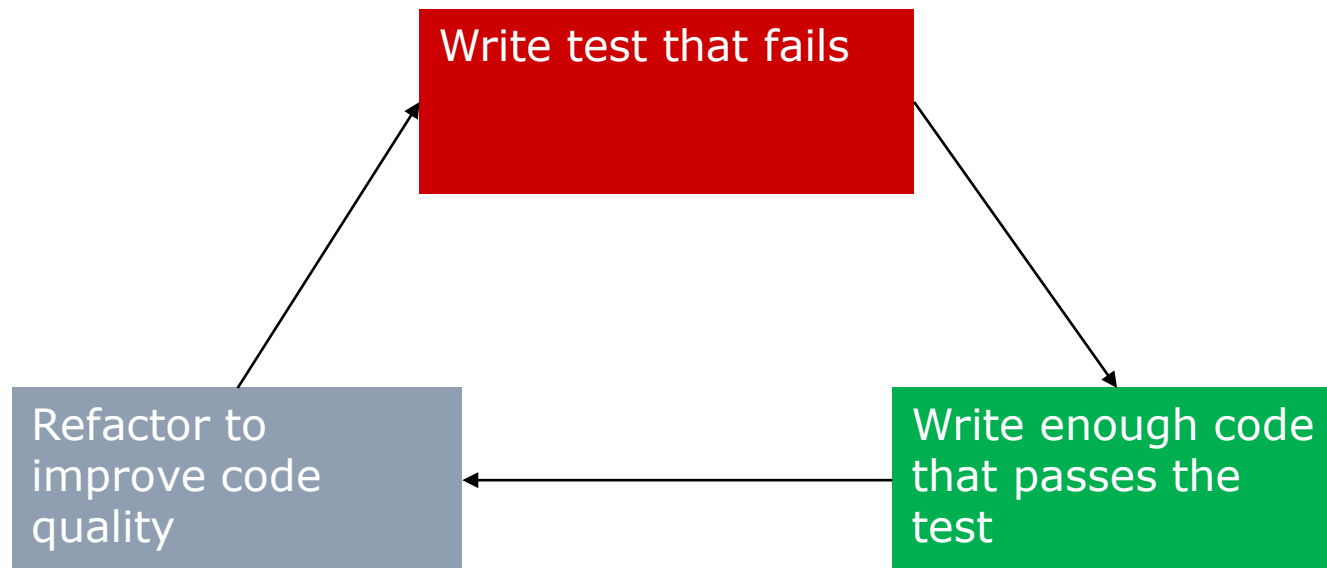 Write test that fails
Refactor to
improve code
quality
Write enough code
that passes the
test